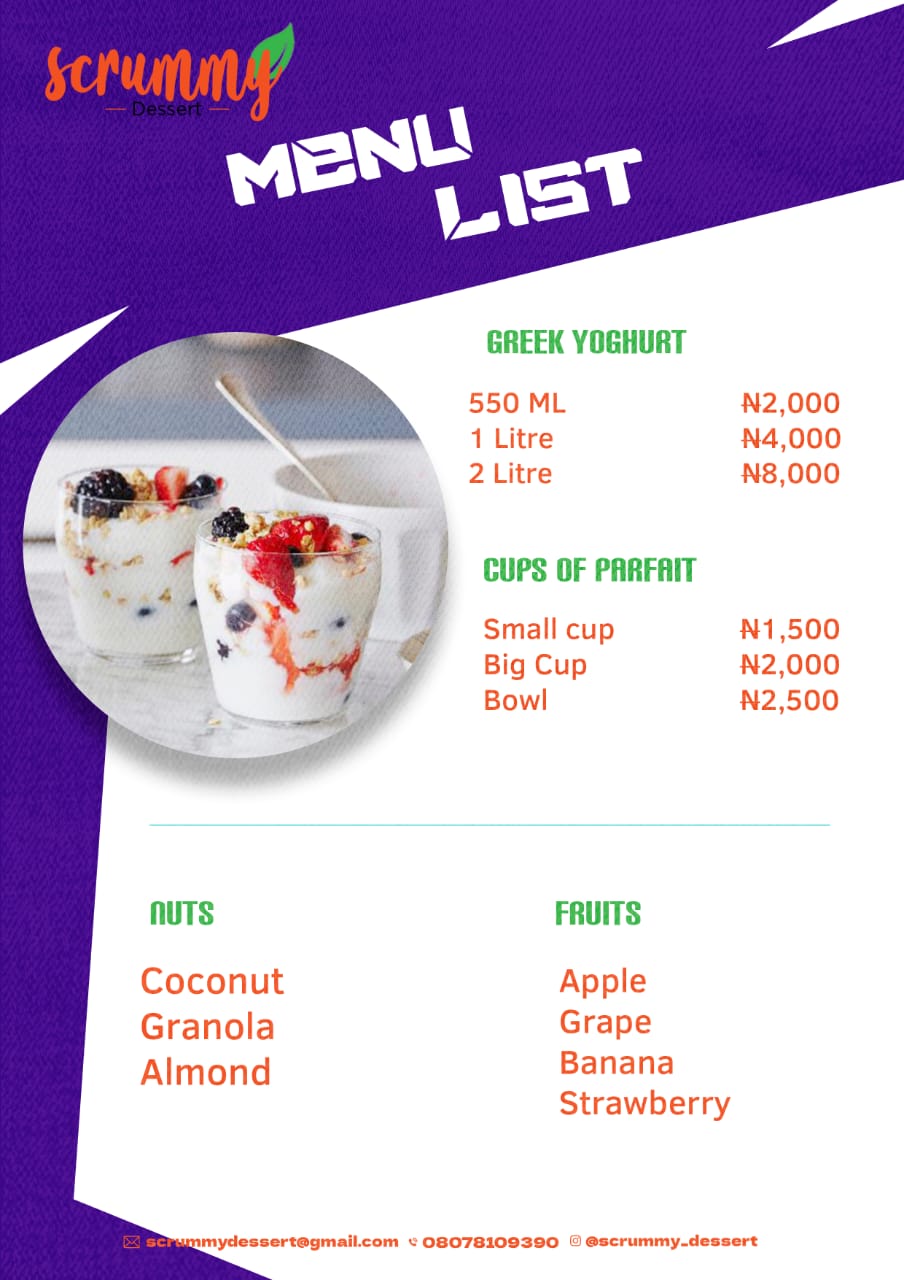 scrummy
Dessert
MENU
LIST
GREEK YOGHURT
550 ML ₦2,000
1 Litre ₦4,000
2 Litre ₦8,000
CUPS OF PARFAIT
Small cup ₦1,500
Big Cup ₦2,000
Bowl ₦2,500
NUTS
Coconut
Granola
Almond
FRUITS
Apple
Grape
Banana
Strawberry
scrummydessert@gmail.com 08078109390 @scrummy_dessert